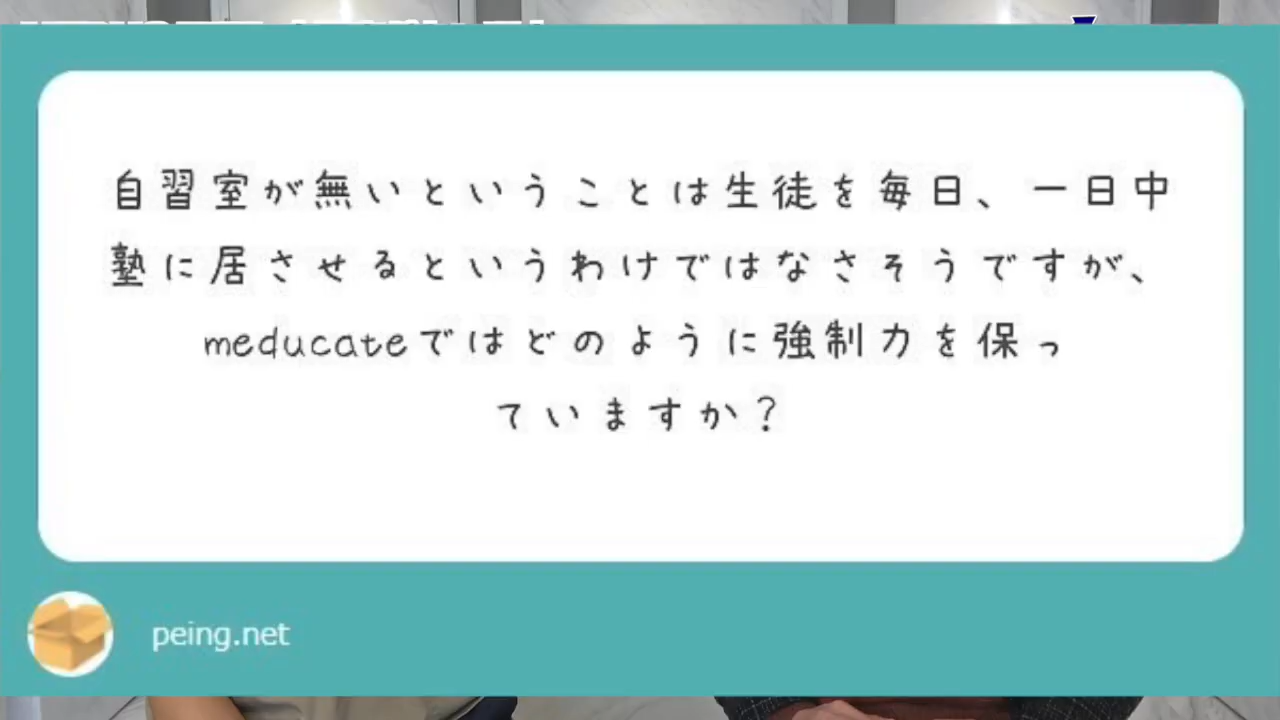 自習室が無いということは生徒を毎日、一日中
塾に居させるというわけではなさそうですが、
meducateではどのように強制力を保っ
ていますか？
peing.net